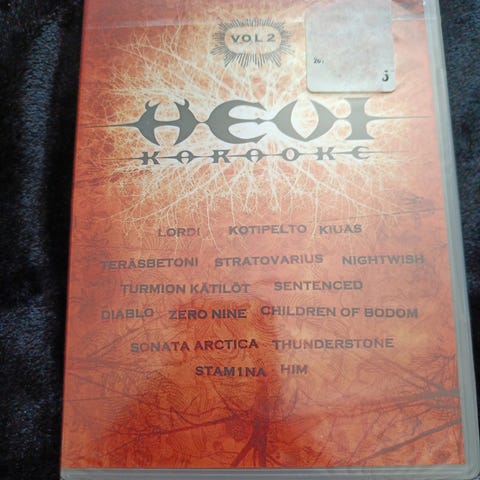 VOL 2
HEVI
KARAOKE
LORDI KOTIPELTO KIUAS
TERÄSBETONI STRATOVARIUS NIGHTWISH
TURMION KÄTILÖT SENTENCED
DIABLO ZERO NINE CHILDREN OF BODOM
SONATA ARCTICA THUNDERSTONE
STAM1NA HIM